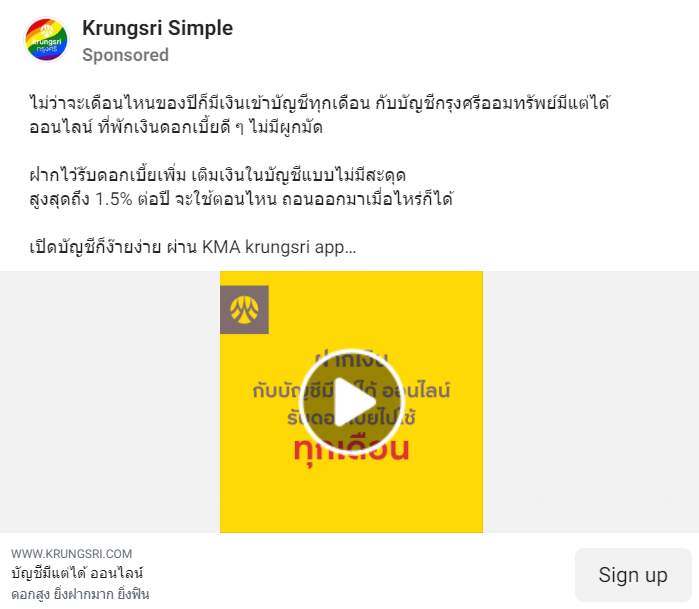 Krungsri Simple
Sponsored
krungsri
กรุงศรี
ไม่ว่าจะเดือนไหนของปีก็มีเงินเข้าบัญชีทุกเดือน กับบัญชีกรุงศรีออมทรัพย์มีแต่ได้
ออนไลน์ ที่พักเงินดอกเบี้ยดี ๆ ไม่มีผูกมัด
ฝากไว้รับดอกเบี้ยเพิ่ม เติมเงินในบัญชีแบบไม่มีสะดุด
สูงสุดถึง 1.5% ต่อปี จะใช้ตอนไหน ถอนออกมาเมื่อไหร่ก็ได้
เปิดบัญชีก็ง๊ายง่าย ผ่าน KMA krungsri app...
ฝากเงิน
กับบัญชีมีแต่ได้ ออนไลน์
รับดอกเบี้ยไปใช้
ทุกเดือน
WWW.KRUNGSRI.COM
บัญชีมีแต่ได้ ออนไลน์
ดอกสูง ยิ่งฝากมาก ยิ่งฟิน
Sign up